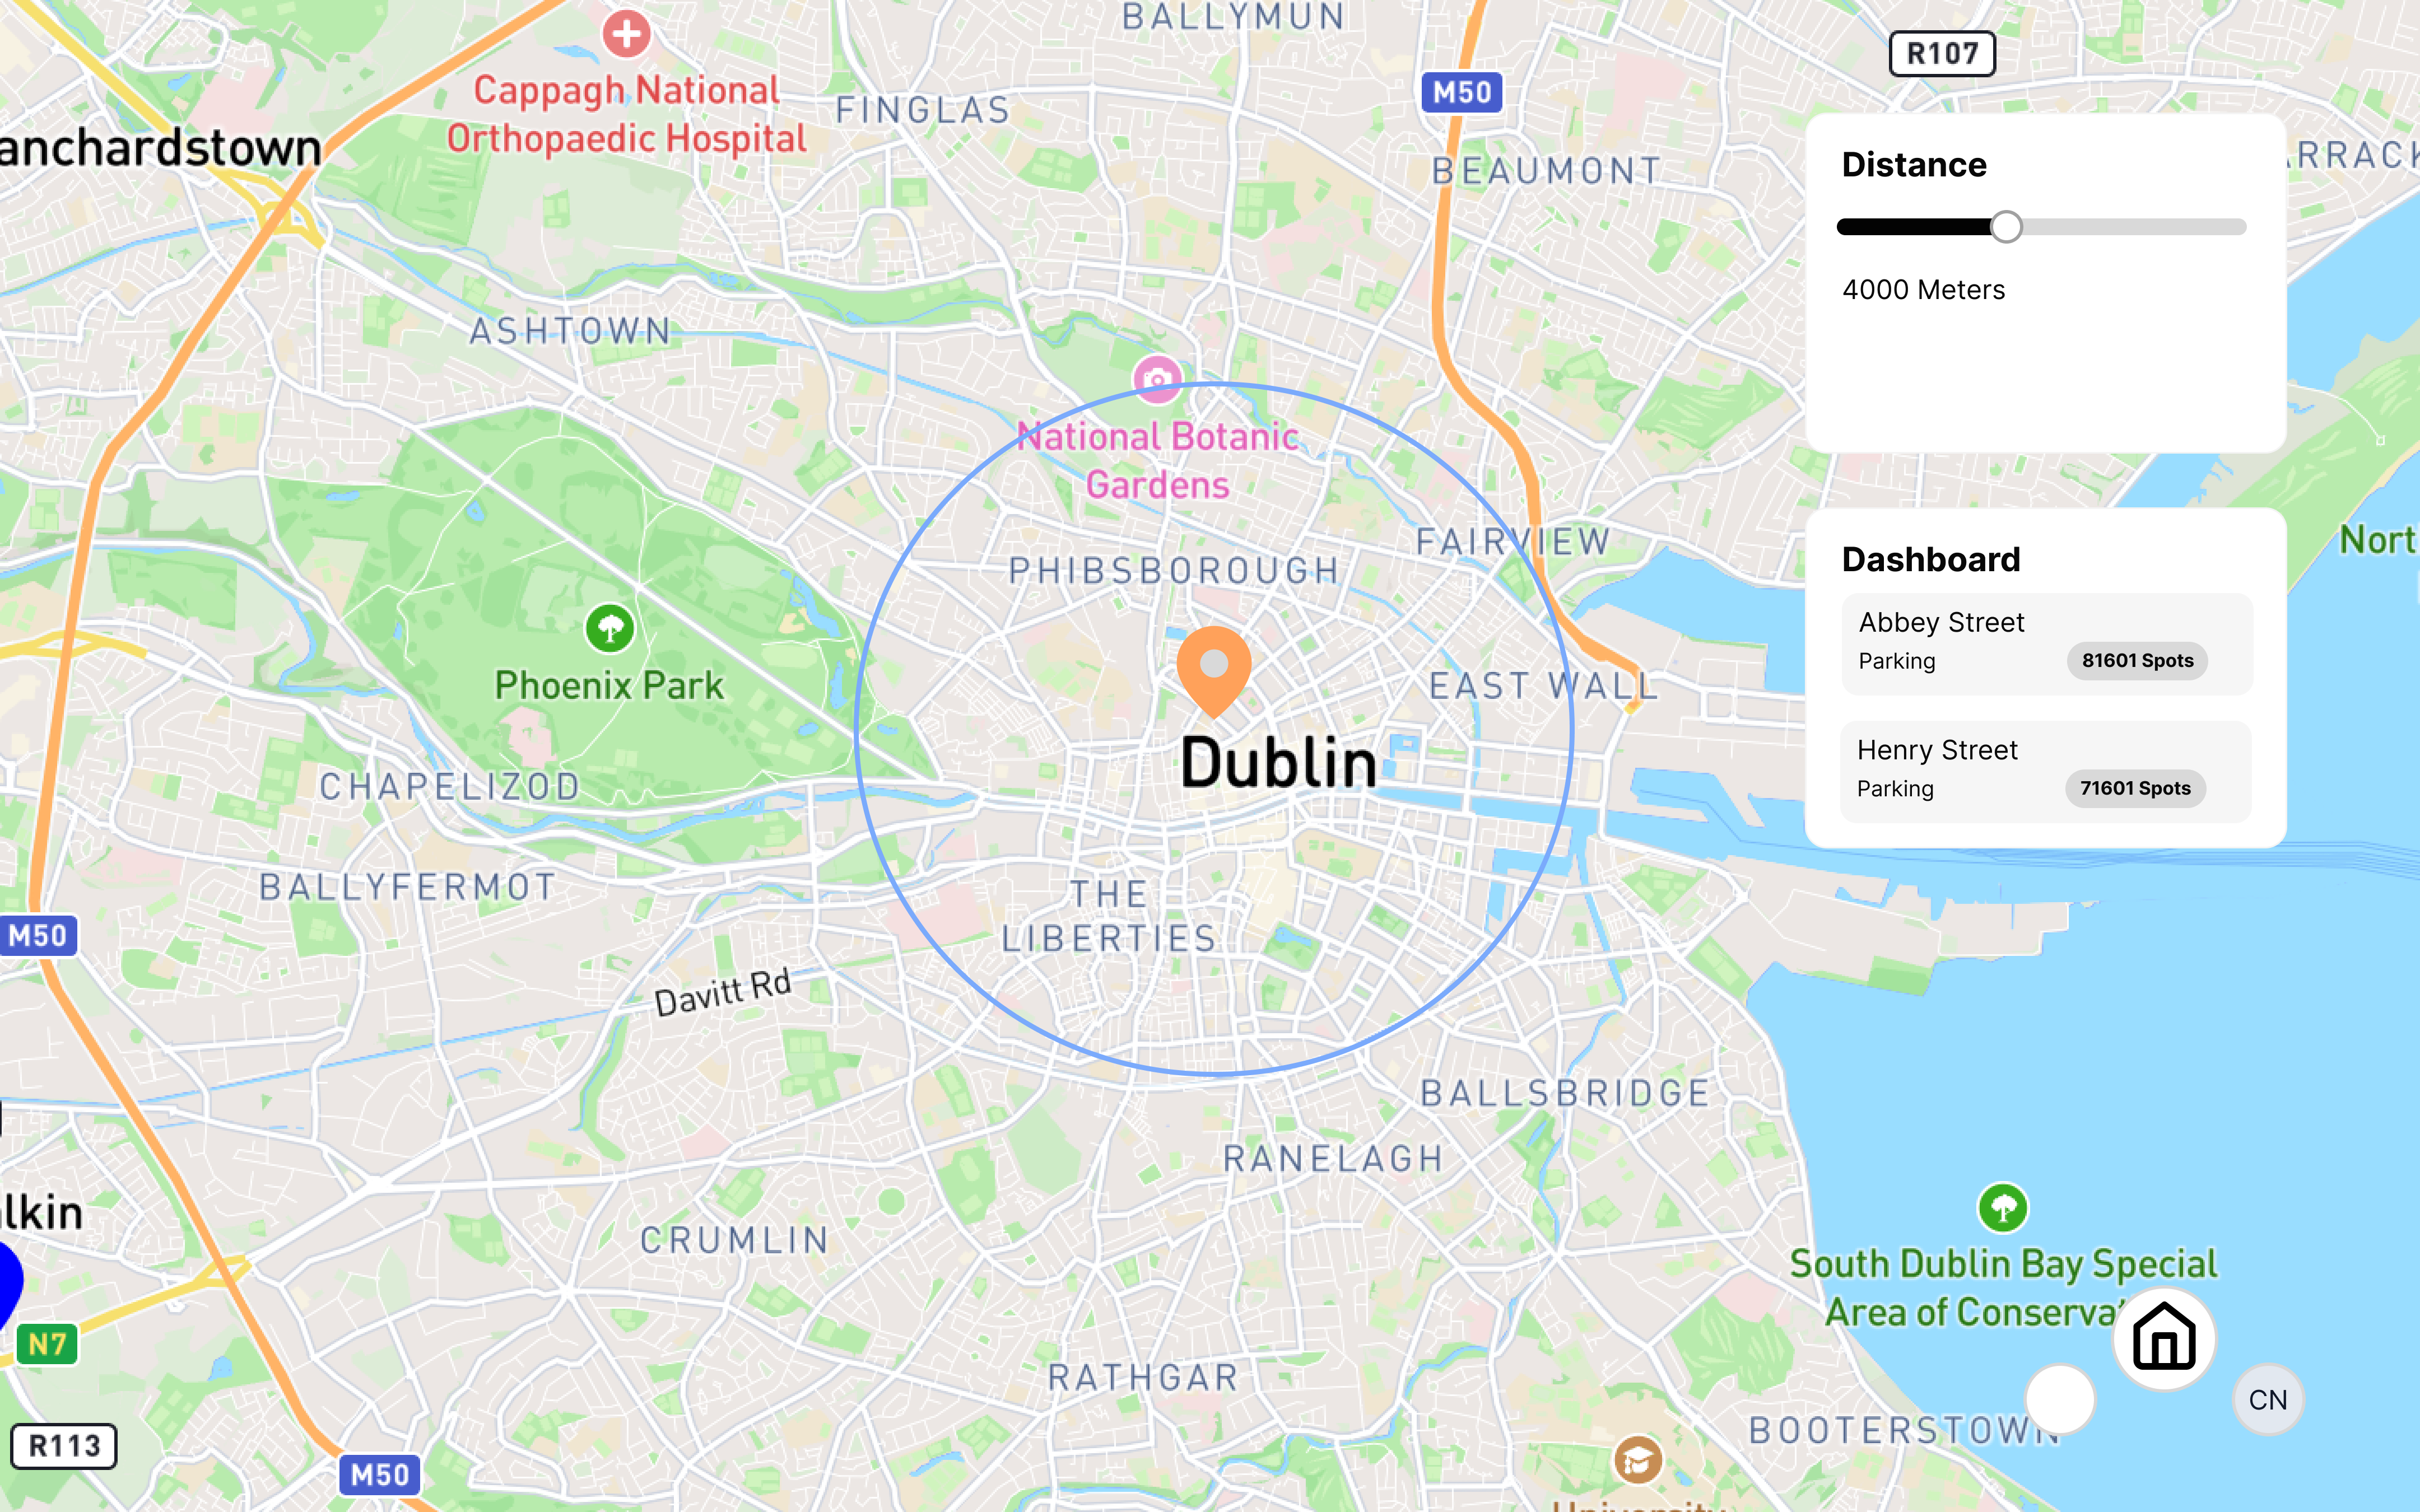 BALLYMUN
R107
Cappagh National
Orthopaedic Hospital
FINGLAS
M50
anchardstown
BEAUMONT
RRACK
Distance
4000 Meters
ASHTOWN
National Botanic
Gardens
PHIBSBOROUGH
FAIRVIEW
Nort
Dashboard
Abbey Street
Parking
81601 Spots
Henry Street
Parking
71601 Spots
Phoenix Park
EAST WALL
Dublin
CHAPELIZOD
BALLYFERMOT
THE
LIBERTIES
M50
Davitt Rd
BALLSBRIDGE
RANELAGH
lkin
CRUMLIN
South Dublin Bay Special
Area of Conservat
N7
RATHGAR
CN
BOOTERSTOWN
R113
M50
University